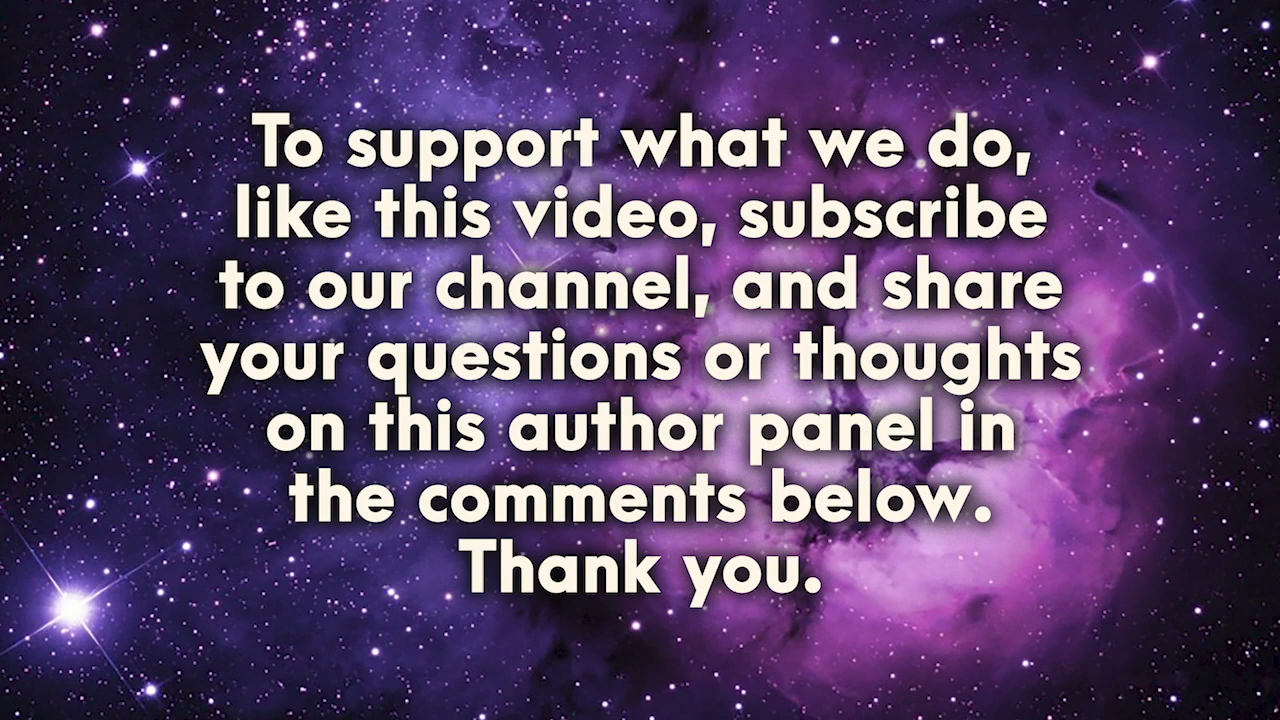 To support what we do,
like this video, subscribe
to our channel, and share
your questions or thoughts
on this author panel in
the comments below.
Thank you.